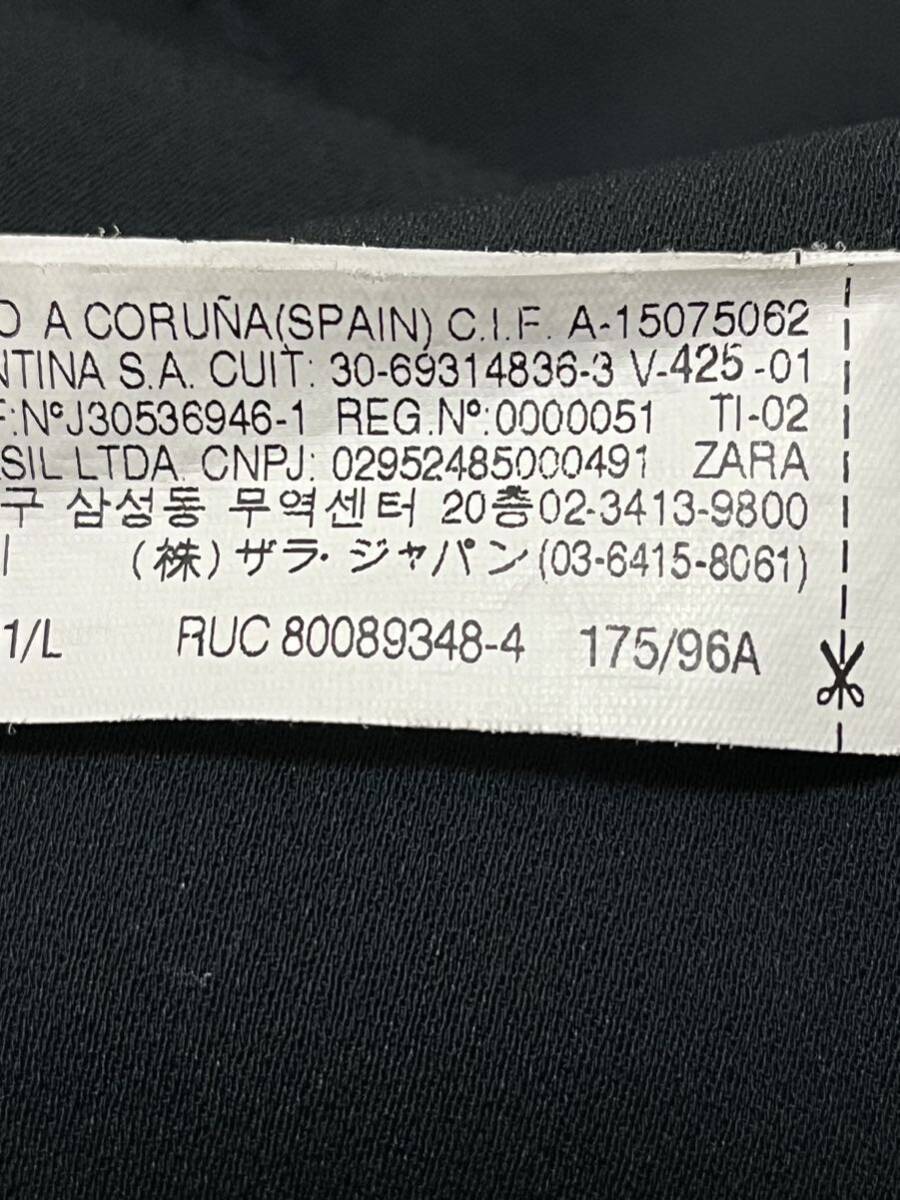 A CORUÑA(SPAIN) C.I.F. A-15075062
S.A. CUIT: 30-69314836-3 V-425-01
NºJ30536946-1 REG.Nº:0000051 TI-02
LTDA. CNPJ: 02952485000491 ZARA
구 삼성동 무역센터 20층02-3413-9800
(株)ザラ・ジャパン(03-6415-8061)
1/L RUC 80089348-4 175/96A